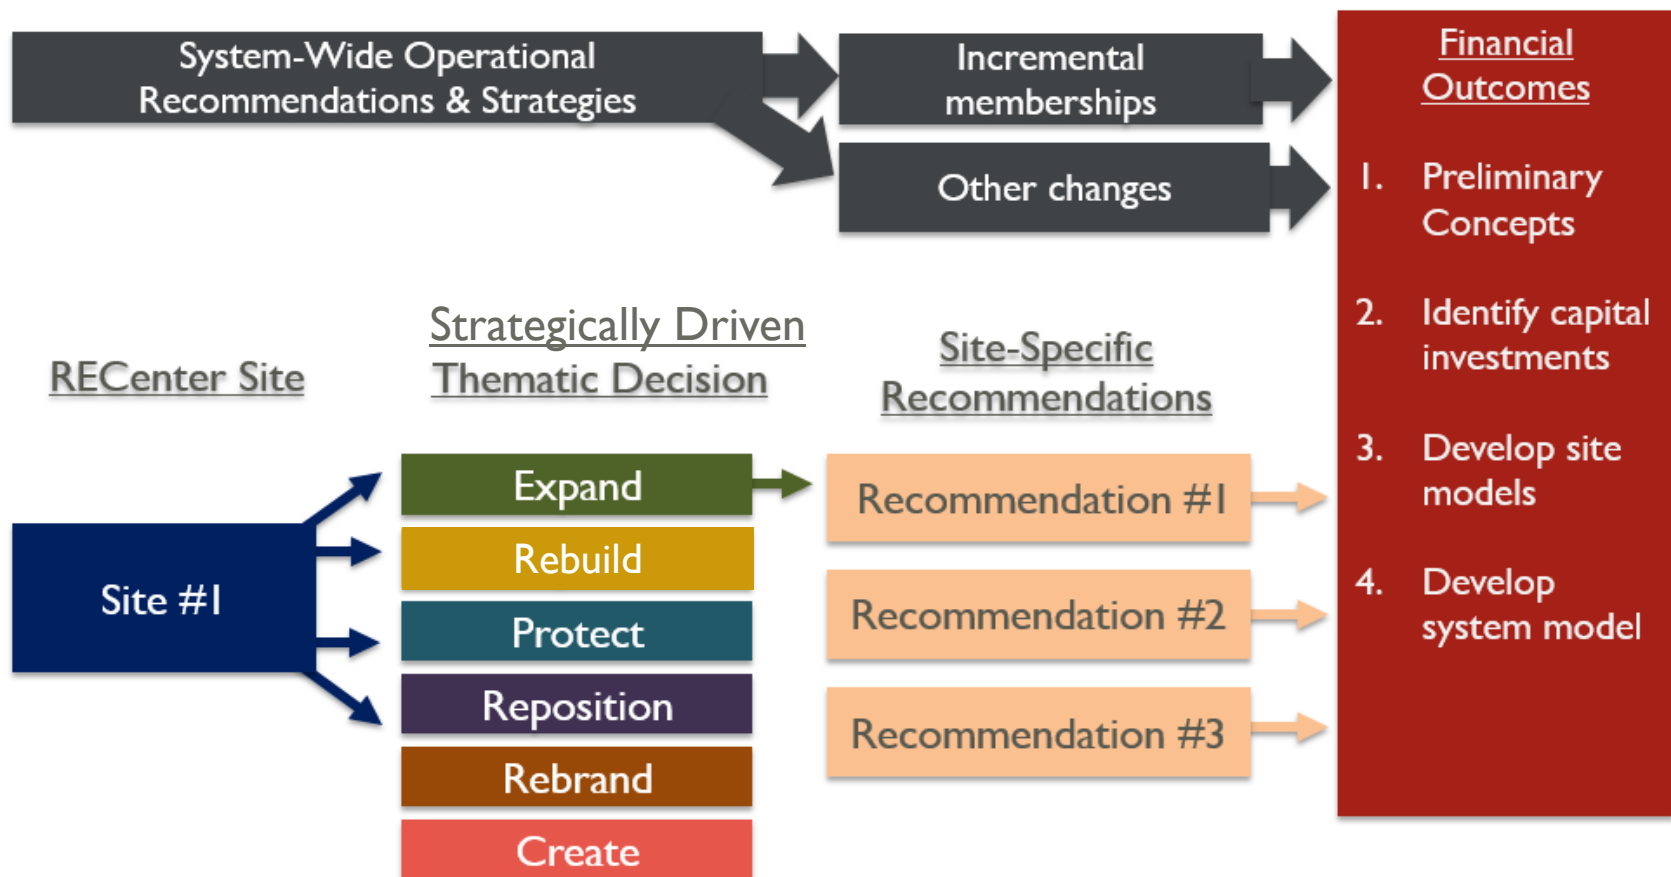 System-Wide Operational
Recommendations & Strategies
Incremental
memberships
Other changes
Financial
Outcomes
1. Preliminary
Concepts
2. Identify capital
investments
3. Develop site
models
4. Develop
system model
RECenter Site
Strategically Driven
Thematic Decision
Site-Specific
Recommendations
Site #1
Expand
Rebuild
Protect
Reposition
Rebrand
Create
Recommendation #1
Recommendation #2
Recommendation #3